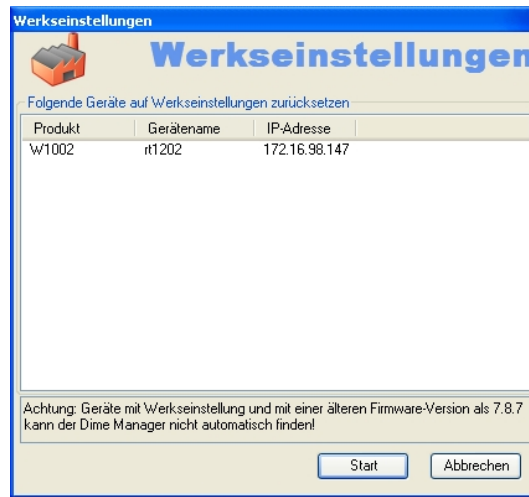 Werkseinstellungen
Werkseinstellungen
Folgende Geräte auf Werkseinstellungen zurücksetzen
Produkt Gerätename IP-Adresse
W1002 rt1202 172.16.98.147
Achtung: Geräte mit Werkseinstellung und mit einer älteren Firmware-Version als 7.8.7
kann der Dime Manager nicht automatisch finden!
Start Abbrechen